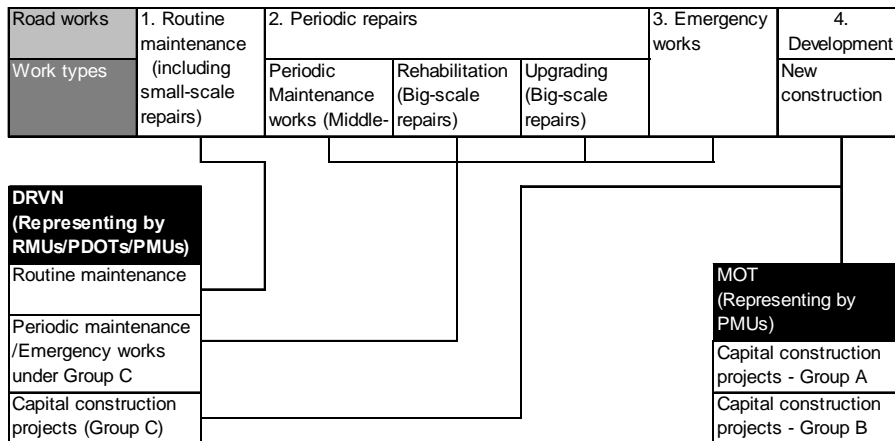 Road works
1. Routine
maintenance
(including
small-scale
repairs)
2. Periodic repairs
3. Emergency
works
4.
Development
Work types
Periodic
Maintenance
works (Middle-
Rehabilitation
(Big-scale
repairs)
Upgrading
(Big-scale
repairs)
New
construction
DRVN
(Representing by
RMUs/PDOTs/PMUs)
Routine maintenance
Periodic maintenance
/Emergency works
under Group C
Capital construction
projects (Group C)
MOT
(Representing by
PMUs)
Capital construction
projects - Group A
Capital construction
projects - Group B